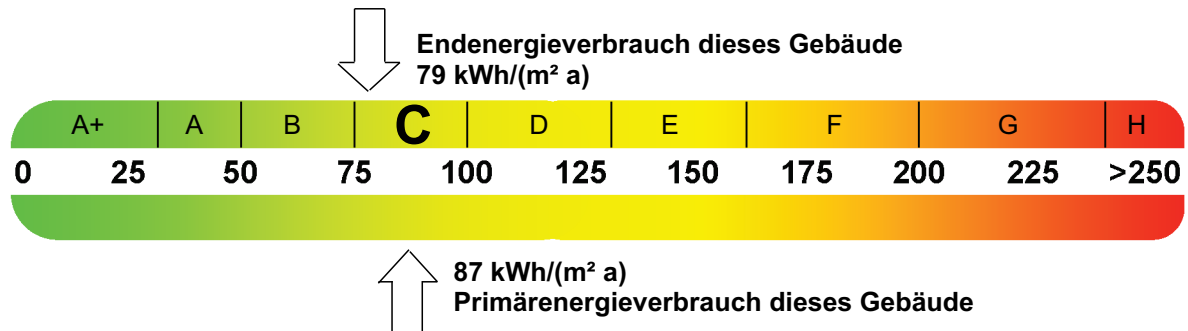 Endenergieverbrauch dieses Gebäude
79 kWh/(m² a)
A+ A B C D E F G H
0 25 50 75 100 125 150 175 200 225 >250
87 kWh/(m² a)
Primärenergieverbrauch dieses Gebäude